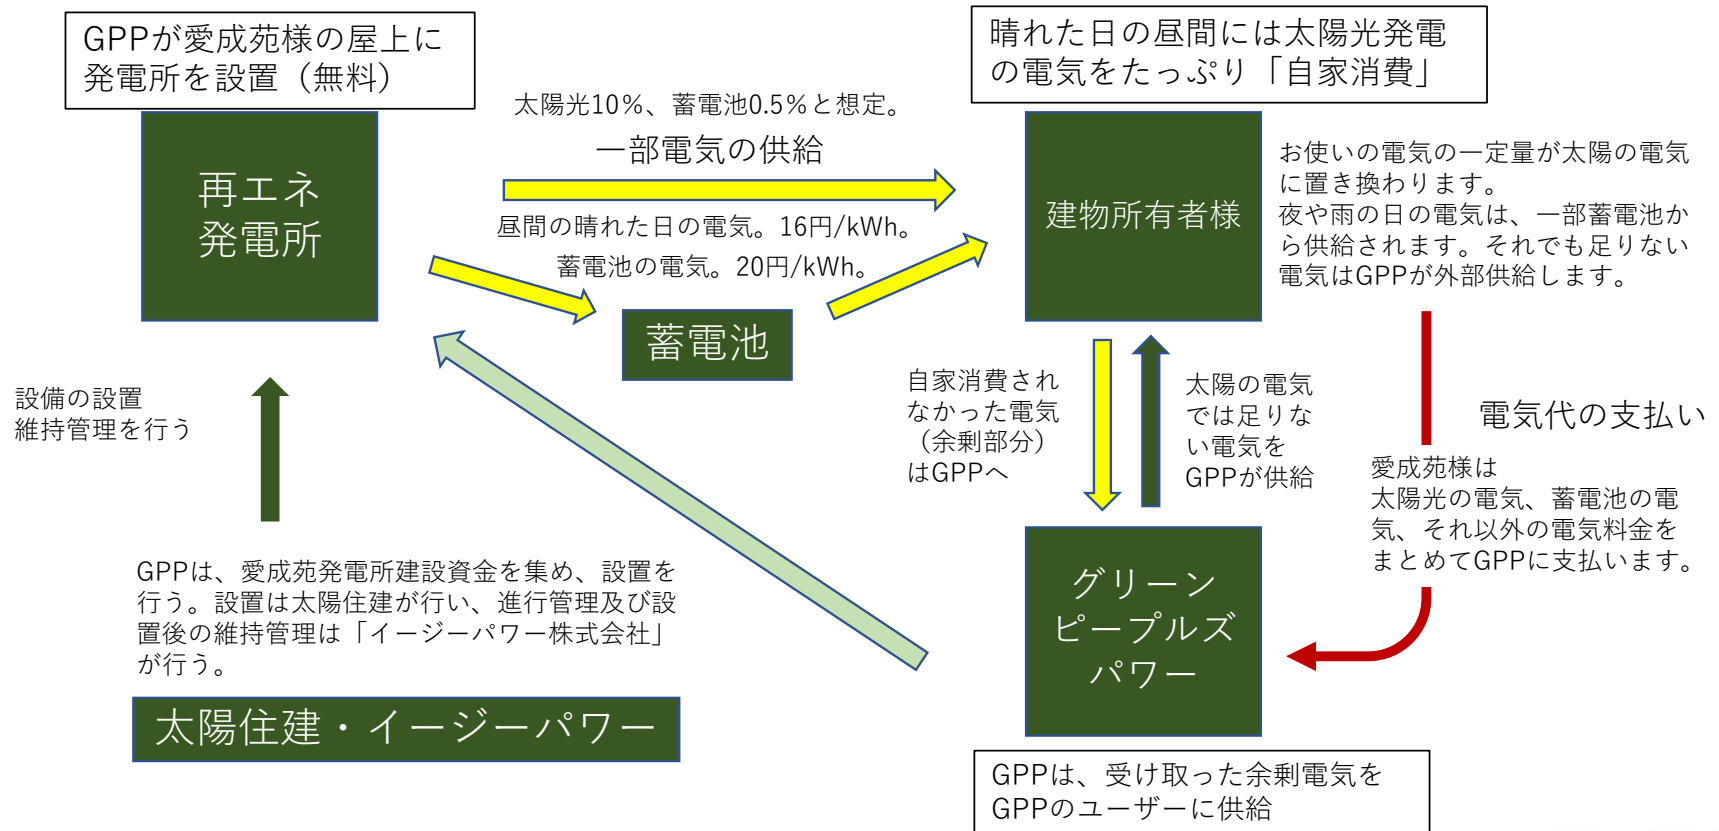 GPPが愛成苑様の屋上に
発電所を設置（無料）
晴れた日の昼間には太陽光発電
の電気をたっぷり「自家消費」
太陽光10％、蓄電池0.5％と想定。
一部電気の供給
再エネ
発電所
昼間の晴れた日の電気。16円/kWh。
蓄電池の電気。20円/kWh。
建物所有者様
お使いの電気の一定量が太陽の電気
に置き換わります。
夜や雨の日の電気は、一部蓄電池か
ら供給されます。それでも足りない
電気はGPPが外部供給します。
蓄電池
設備の設置
維持管理を行う
自家消費され
なかった電気
（余剰部分）
はGPPへ
太陽の電気
では足りな
い電気を
GPPが供給
電気代の支払い
愛成苑様は
太陽光の電気、蓄電池の電
気、それ以外の電気料金を
まとめてGPPに支払います。
GPPは、愛成苑発電所建設資金を集め、設置を
行う。設置は太陽住建が行い、進行管理及び設
置後の維持管理は「イージーパワー株式会社」
が行う。
グリーン
ピープルズ
パワー
太陽住建・イージーパワー
GPPは、受け取った余剰電気を
GPPのユーザーに供給